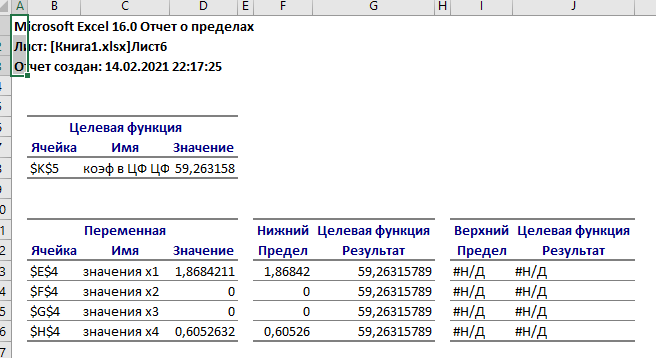 A B C D E F G H I J
Microsoft Excel 16.0 Отчет о пределах
Лист: [Книга1.xlsx]Лист6
Отчет создан: 14.02.2021 22:17:25
Целевая функция
Ячейка Имя Значение
$K$5 коэф в ЦФ ЦФ 59,263158
Переменная Нижний Целевая функция Верхний Целевая функция
Ячейка Имя Значение Предел Результат Предел Результат
$E$4 значения x1 1,8684211 1,86842 59,26315789 #Н/Д #Н/Д
$F$4 значения x2 0 0 59,26315789 #Н/Д #Н/Д
$G$4 значения x3 0 0 59,26315789 #Н/Д #Н/Д
$H$4 значения x4 0,6052632 0,60526 59,26315789 #Н/Д #Н/Д